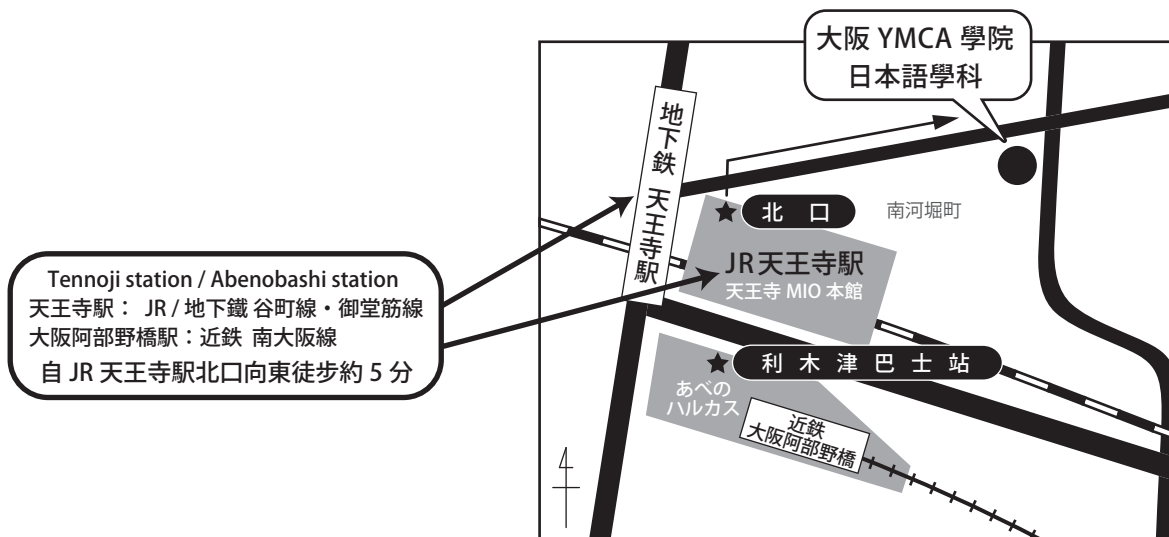 大阪 YMCA 學院
日本語學科
地下鉄 天王寺駅
北口
南河堀町
JR天王寺駅
天王寺 MIO 本館
Tennoji station / Abenobashi station
天王寺駅： JR / 地下鐵 谷町線・御堂筋線
大阪阿部野橋駅：近鉄 南大阪線
自 JR 天王寺駅北口向東徒步約 5 分
利木津巴士站
あべの
ハルカス
近鉄
大阪阿部野橋